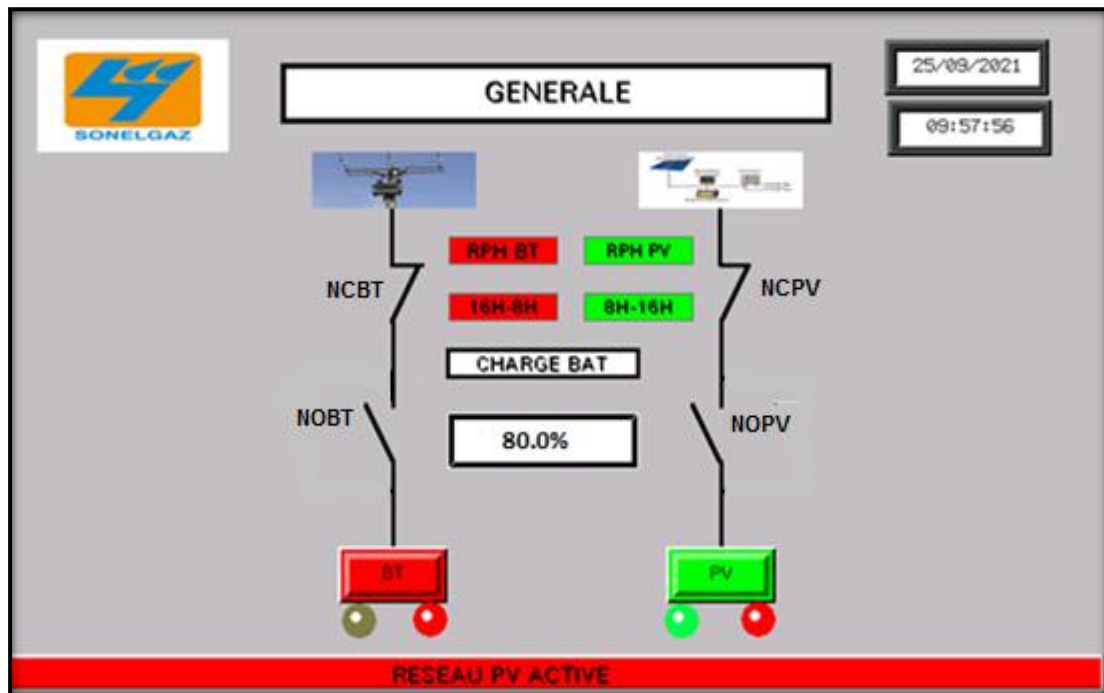 SONELGAZ
GENERALE
25/09/2021
09:57:56
RPH BT
RPH PV
NCBT
NCPV
16H-8H
8H-16H
CHARGE BAT
NOBT
NOPV
80.0%
BT
PV
RESEAU PV ACTIVE